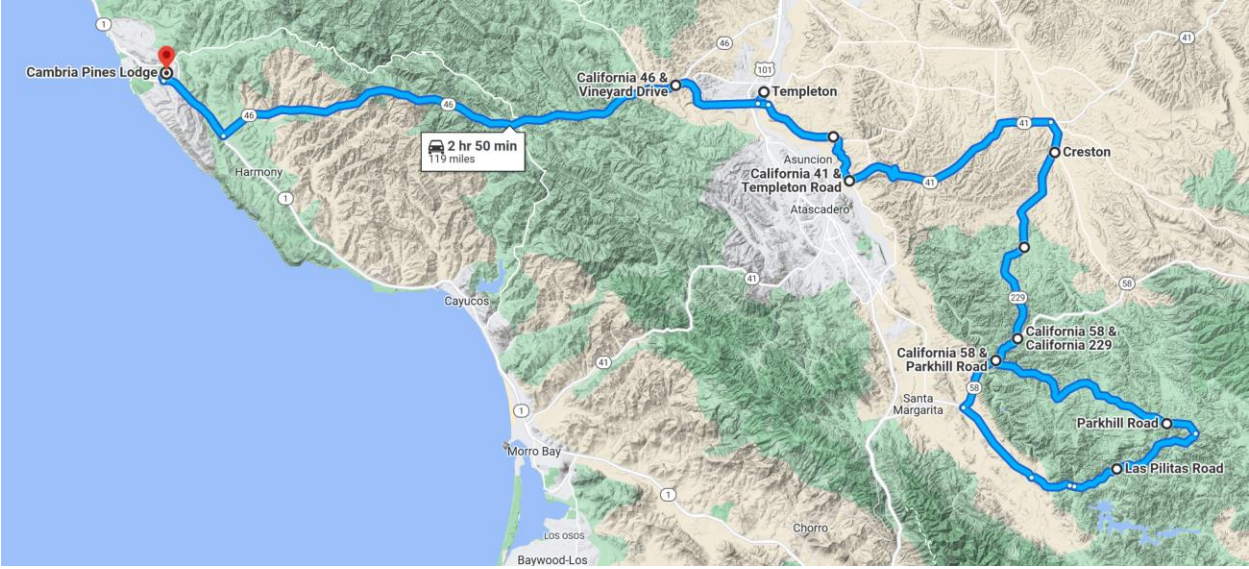 1
46
41
Cambria Pines Lodge
California 46 &
Vineyard Drive
101
Templeton
46
46
2 hr 50 min
119 miles
41
Creston
Asuncion
California 41 &
Templeton Road
41
Atascadero
Harmony
1
58
41
229
Cayucos
California 58 &
California 229
California 58 &
Parkhill Road
41
58
Santa
Margarita
1
Parkhill Road
Morro Bay
Las Pilitas Road
1
Chorro
Los osos
Baywood-Los